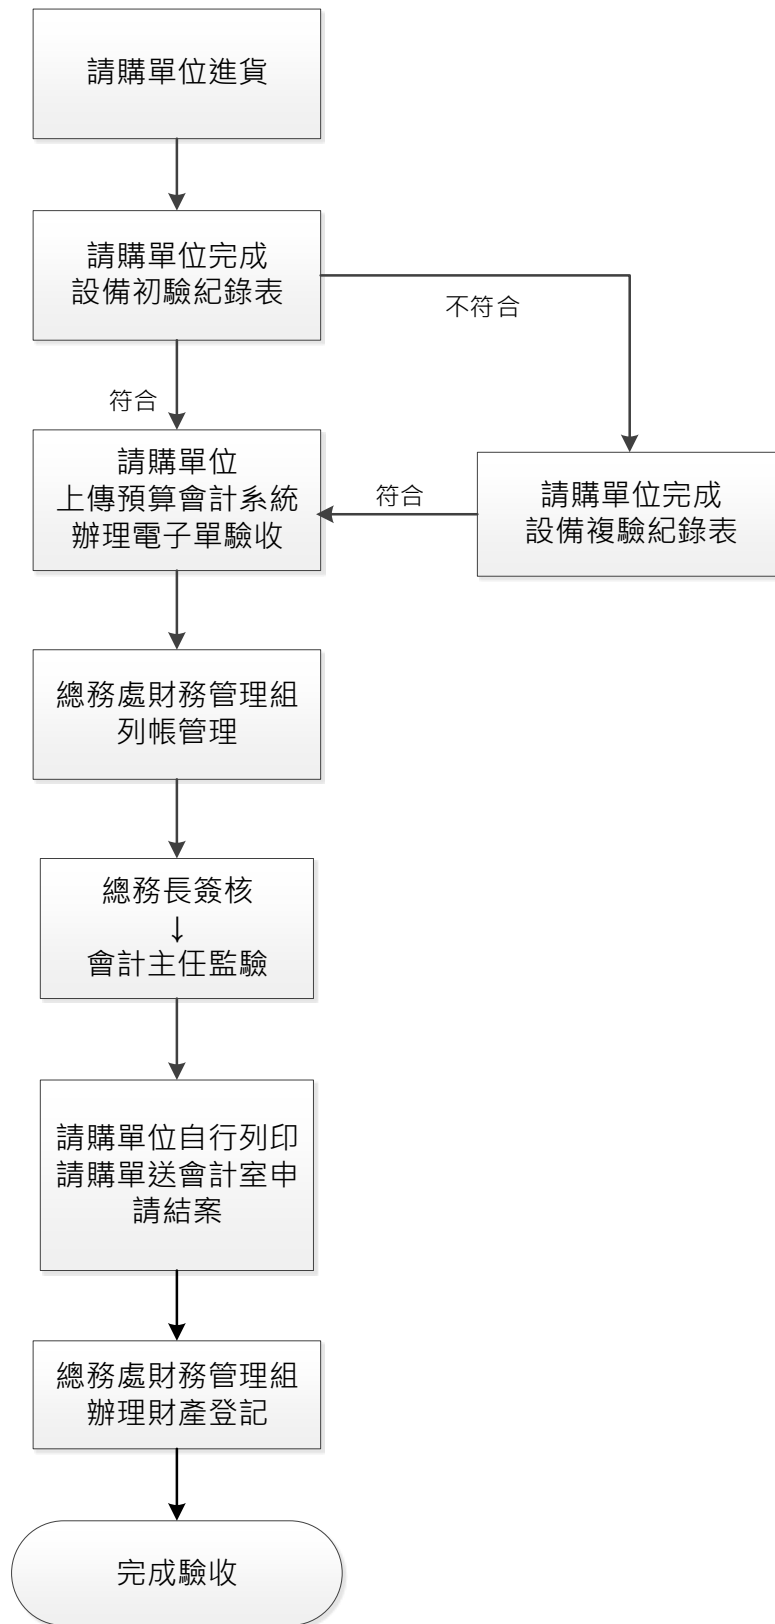 請購單位進貨
請購單位完成
設備初驗紀錄表
不符合
符合
請購單位
上傳預算會計系統
辦理電子單驗收
符合
請購單位完成
設備複驗紀錄表
總務處財務管理組
列帳管理
總務長簽核
↓
會計主任監驗
請購單位自行列印
請購單送會計室申
請結案
總務處財務管理組
辦理財產登記
完成驗收